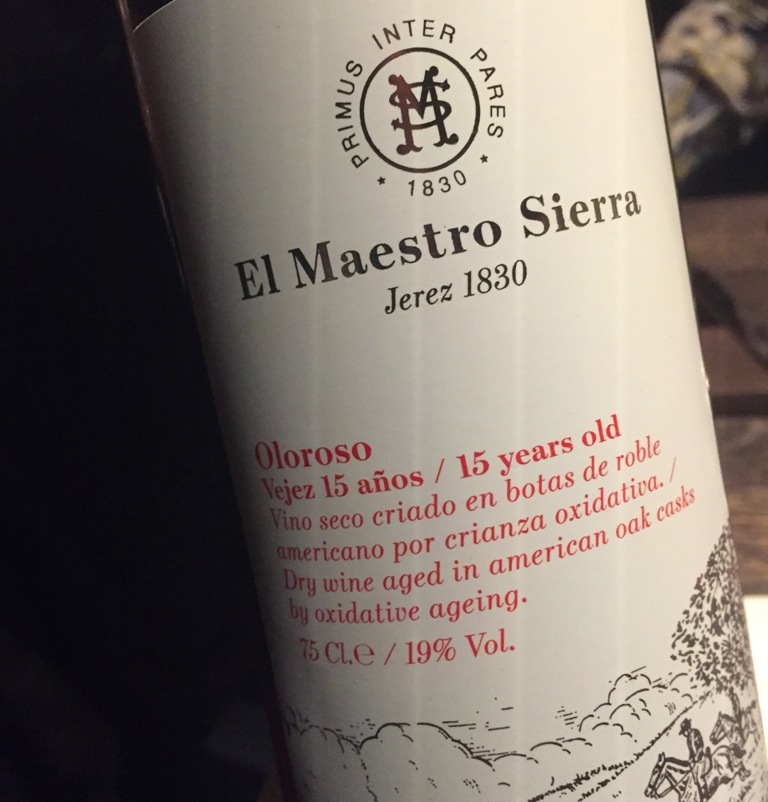 PRIMUS INTER PARES
MS
* 1830 *
El Maestro Sierra
Jerez 1830
Oloroso
Vejez 15 años / 15 years old
Vino seco criado en botas de roble
americano por crianza oxidativa. /
Dry wine aged in american oak casks
by oxidative ageing.
75 Cl.℮ / 19% Vol.